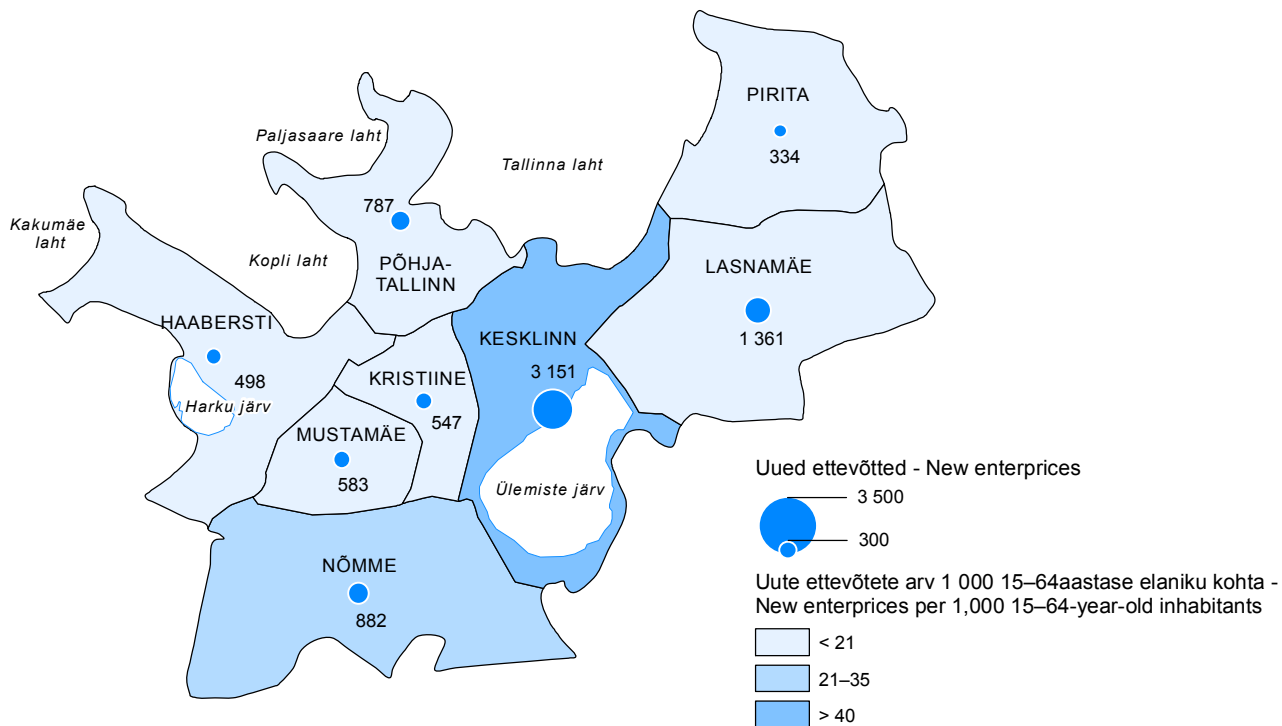 PIRITA
334
Paljasaare laht
Tallinna laht
787
PÕHJA-
TALLINN
Kakumäe
laht
Kopli laht
LASNAMÄE
1 361
HAABERSTI
498
Harku järv
KESKLINN
3 151
KRISTIINE
547
MUSTAMÄE
583
Ülemiste järv
NÕMME
882
Uued ettevõtted - New enterprices
3 500
300
Uute ettevõtete arv 1 000 15–64aastase elaniku kohta -
New enterprices per 1,000 15–64-year-old inhabitants
< 21
21–35
> 40